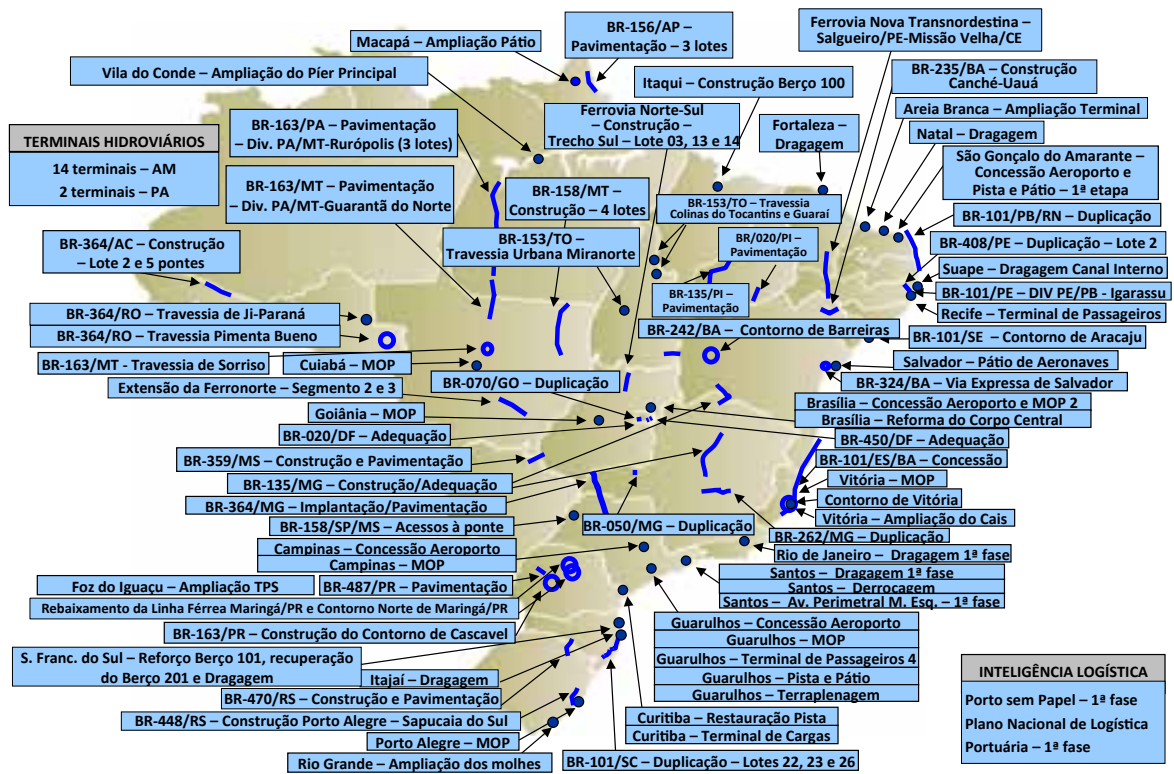 BR-156/AP –
Pavimentação – 3 lotes
Ferrovia Nova Transnordestina –
Salgueiro/PE-Missão Velha/CE
Macapá – Ampliação Pátio
Vila do Conde – Ampliação do Píer Principal
Itaqui – Construção Berço 100
BR-235/BA – Construção
Canché-Uauá
Areia Branca – Ampliação Terminal
TERMINAIS HIDROVIÁRIOS
14 terminais – AM
2 terminais – PA
BR-163/PA – Pavimentação
– Div. PA/MT-Rurópolis (3 lotes)
Ferrovia Norte-Sul
– Construção –
Trecho Sul – Lote 03, 13 e 14
Fortaleza –
Dragagem
Natal – Dragagem
São Gonçalo do Amarante –
Concessão Aeroporto e
Pista e Pátio – 1ª etapa
BR-163/MT – Pavimentação
– Div. PA/MT-Guarantã do Norte
BR-158/MT –
Construção – 4 lotes
BR-153/TO – Travessia
Colinas do Tocantins e Guaraí
BR-101/PB/RN – Duplicação
BR-364/AC – Construção
– Lote 2 e 5 pontes
BR-153/TO –
Travessia Urbana Miranorte
BR/020/PI –
Pavimentação
BR-408/PE – Duplicação – Lote 2
Suape – Dragagem Canal Interno
BR-101/PE – DIV PE/PB - Igarassu
Recife – Terminal de Passageiros
BR-135/PI –
Pavimentação
BR-364/RO – Travessia de Ji-Paraná
BR-364/RO – Travessia Pimenta Bueno
BR-242/BA – Contorno de Barreiras
BR-101/SE – Contorno de Aracaju
BR-163/MT - Travessia de Sorriso
Cuiabá – MOP
Salvador – Pátio de Aeronaves
BR-324/BA – Via Expressa de Salvador
Extensão da Ferronorte – Segmento 2 e 3
BR-070/GO – Duplicação
Brasília – Concessão Aeroporto e MOP 2
Brasília – Reforma do Corpo Central
Goiânia – MOP
BR-020/DF – Adequação
BR-450/DF – Adequação
BR-359/MS – Construção e Pavimentação
BR-101/ES/BA – Concessão
BR-135/MG – Construção/Adequação
Vitória – MOP
BR-364/MG – Implantação/Pavimentação
Contorno de Vitória
BR-158/SP/MS – Acessos à ponte
BR-050/MG – Duplicação
Vitória – Ampliação do Cais
BR-262/MG – Duplicação
Campinas – Concessão Aeroporto
Campinas – MOP
Rio de Janeiro – Dragagem 1ª fase
Foz do Iguaçu – Ampliação TPS
BR-487/PR – Pavimentação
Santos – Dragagem 1ª fase
Santos – Derrocagem
Santos – Av. Perimetral M. Esq. – 1ª fase
Rebaixamento da Linha Férrea Maringá/PR e Contorno Norte de Maringá/PR
BR-163/PR – Construção do Contorno de Cascavel
Guarulhos – Concessão Aeroporto
Guarulhos – MOP
Guarulhos – Terminal de Passageiros 4
Guarulhos – Pista e Pátio
Guarulhos – Terraplenagem
S. Franc. do Sul – Reforço Berço 101, recuperação
do Berço 201 e Dragagem
Itajaí – Dragagem
BR-470/RS – Construção e Pavimentação
BR-448/RS – Construção Porto Alegre – Sapucaia do Sul
Curitiba – Restauração Pista
Curitiba – Terminal de Cargas
Porto Alegre – MOP
Rio Grande – Ampliação dos molhes
BR-101/SC – Duplicação – Lotes 22, 23 e 26
INTELIGÊNCIA LOGÍSTICA
Porto sem Papel – 1ª fase
Plano Nacional de Logística
Portuária – 1ª fase